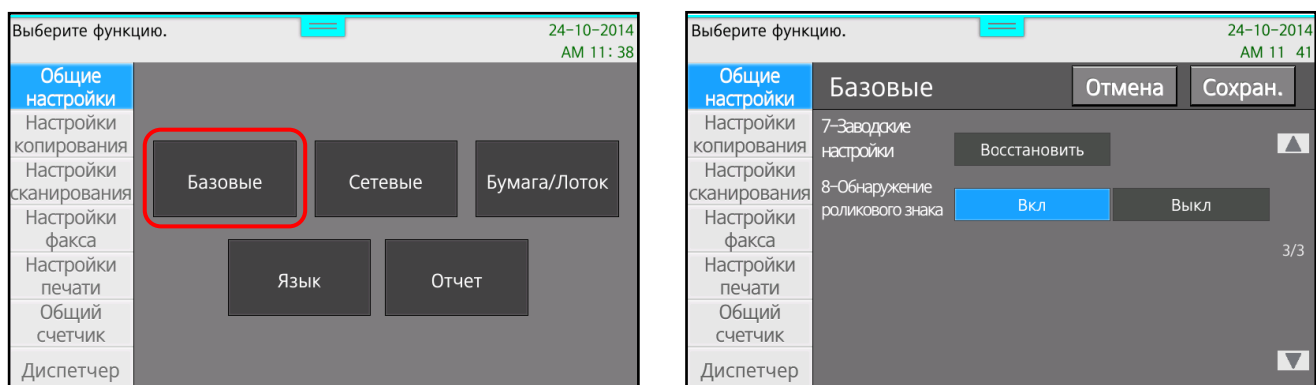 Выберите функцию.
24-10-2014
AM 11:38
Общие
настройки
Настройки
копирования
Настройки
сканирования
Настройки
факса
Настройки
печати
Общий
счетчик
Диспетчер
Базовые
Сетевые
Бумага/Лоток
Язык
Отчет
Выберите функцию.
24-10-2014
AM 11 41
Общие
настройки
Настройки
копирования
Настройки
сканирования
Настройки
факса
Настройки
печати
Общий
счетчик
Диспетчер
Базовые
Отмена
Сохран.
7-Заводские
настройки
Восстановить
8-Обнаружение
роликового знака
Вкл
Выкл
3/3